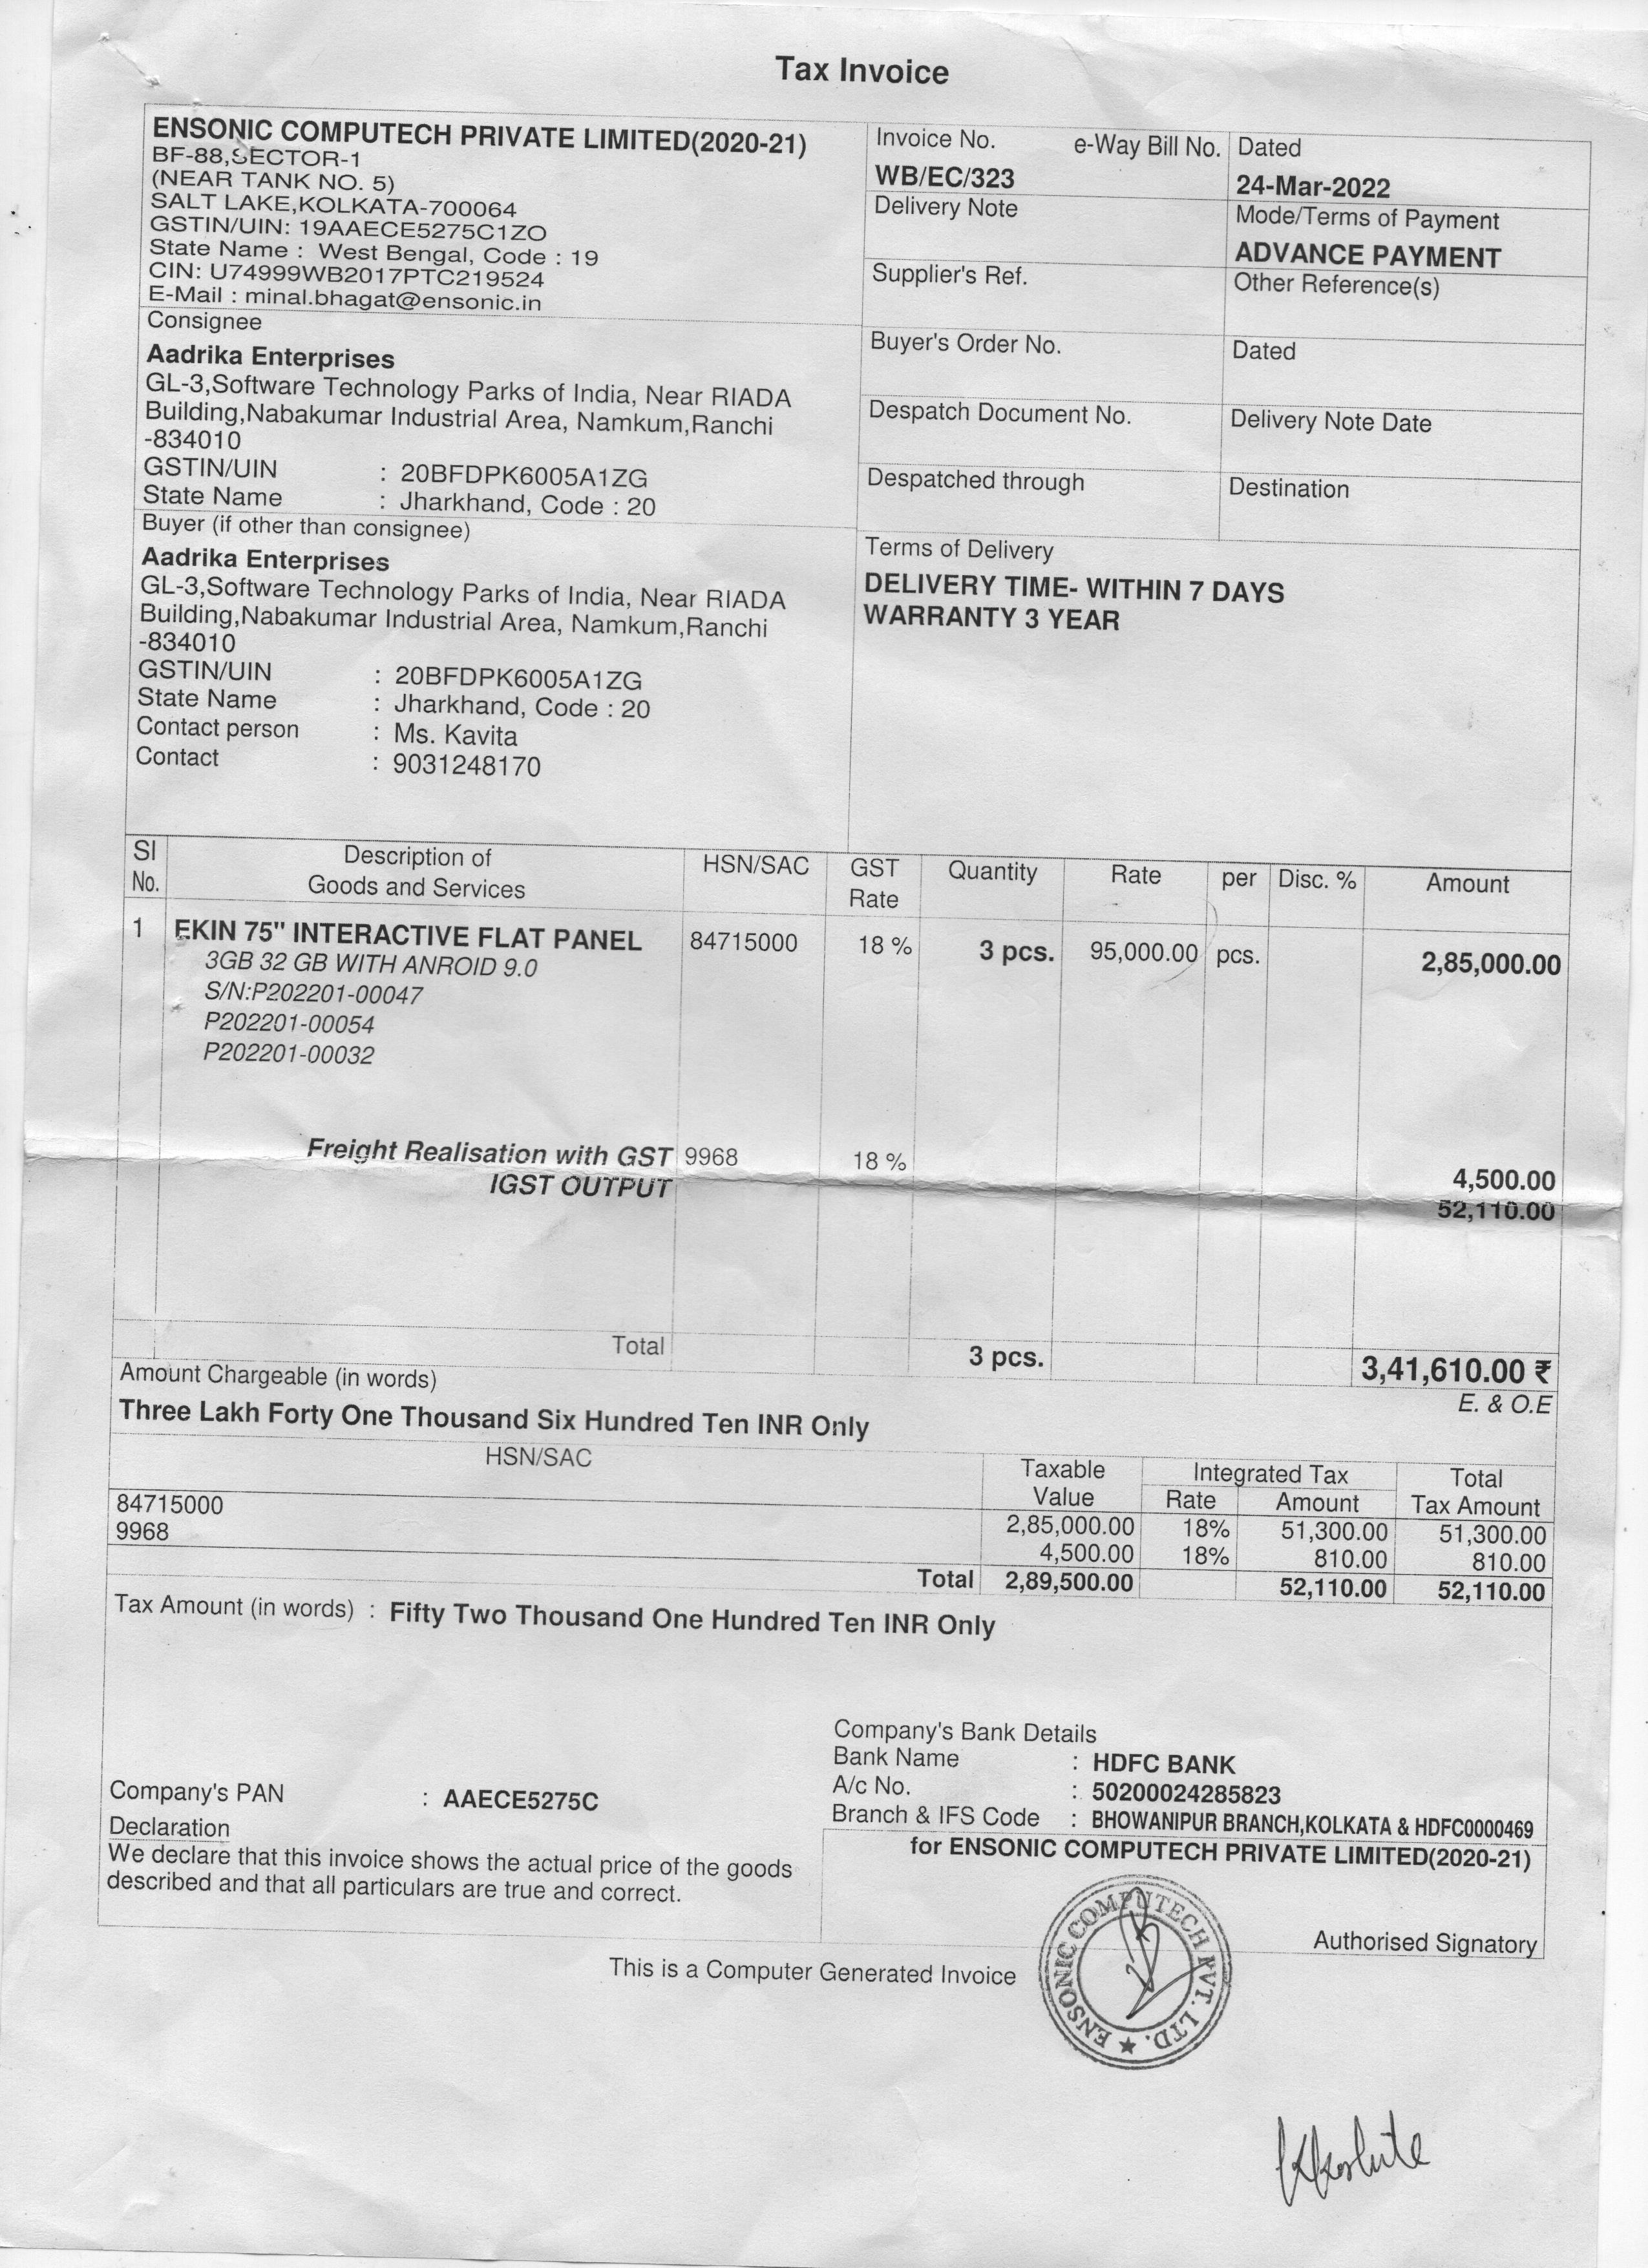 Tax Invoice
ENSONIC COMPUTECH PRIVATE LIMITED(2020-21)
BF-88,SECTOR-1
(NEAR TANK NO. 5)
SALT LAKE,KOLKATA-700064
GSTIN/UIN: 19AAECE5275C1ZO
State Name : West Bengal, Code : 19
CIN: U74999WB2017PTC219524
E-Mail : minal.bhagat@ensonic.in
Invoice No. e-Way Bill No. Dated
WB/EC/323 24-Mar-2022
Delivery Note Mode/Terms of Payment
ADVANCE PAYMENT
Supplier's Ref. Other Reference(s)
Buyer's Order No. Dated
Despatch Document No. Delivery Note Date
Despatched through Destination
Terms of Delivery
DELIVERY TIME- WITHIN 7 DAYS
WARRANTY 3 YEAR
Consignee
Aadrika Enterprises
GL-3,Software Technology Parks of India, Near RIADA
Building,Nabakumar Industrial Area, Namkum,Ranchi
-834010
GSTIN/UIN : 20BFDPK6005A1ZG
State Name : Jharkhand, Code : 20
Buyer (if other than consignee)
Aadrika Enterprises
GL-3,Software Technology Parks of India, Near RIADA
Building,Nabakumar Industrial Area, Namkum,Ranchi
-834010
GSTIN/UIN : 20BFDPK6005A1ZG
State Name : Jharkhand, Code : 20
Contact person : Ms. Kavita
Contact : 9031248170
Sl No. Description of Goods and Services HSN/SAC GST Rate Quantity Rate per Disc. % Amount
1 EKIN 75" INTERACTIVE FLAT PANEL 84715000 18 % 3 pcs. 95,000.00 pcs. 2,85,000.00
3GB 32 GB WITH ANROID 9.0
S/N:P202201-00047
P202201-00054
P202201-00032
Freight Realisation with GST 9968 18 % 4,500.00
IGST OUTPUT 52,110.00
Total 3 pcs. 3,41,610.00 ₹
Amount Chargeable (in words) E. & O.E
Three Lakh Forty One Thousand Six Hundred Ten INR Only
HSN/SAC Taxable Value Integrated Tax Total Tax Amount
Rate Amount
84715000 2,85,000.00 18% 51,300.00 51,300.00
9968 4,500.00 18% 810.00 810.00
Total 2,89,500.00 52,110.00 52,110.00
Tax Amount (in words) : Fifty Two Thousand One Hundred Ten INR Only
Company's Bank Details
Bank Name : HDFC BANK
A/c No. : 50200024285823
Branch & IFS Code : BHOWANIPUR BRANCH,KOLKATA & HDFC0000469
Company's PAN : AAECE5275C
Declaration
We declare that this invoice shows the actual price of the goods
described and that all particulars are true and correct.
for ENSONIC COMPUTECH PRIVATE LIMITED(2020-21)
Authorised Signatory
This is a Computer Generated Invoice
ENSONIC COMPUTECH PVT. LTD. ★